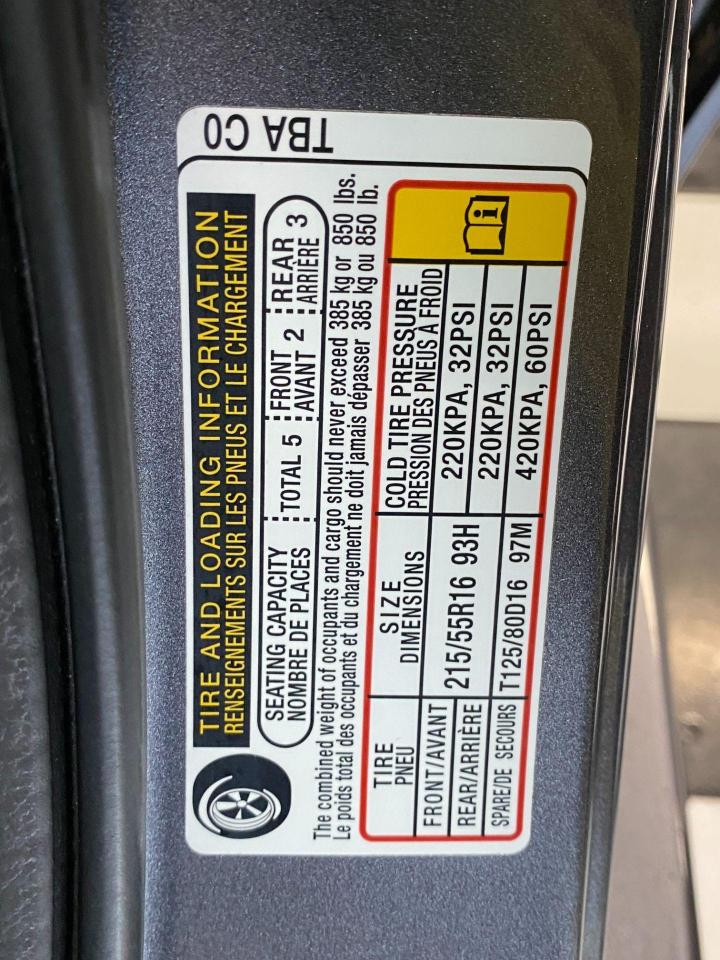 TIRE AND LOADING INFORMATION
RENSEIGNEMENTS SUR LES PNEUS ET LE CHARGEMENT
SEATING CAPACITY
NOMBRE DE PLACES
TOTAL 5
FRONT
AVANT 2
REAR
ARRIÈRE 3
The combined weight of occupants and cargo should never exceed 385 kg or 850 lbs.
Le poids total des occupants et du chargement ne doit jamais dépasser 385 kg ou 850 lb.
TIRE
PNEU
SIZE
DIMENSIONS
COLD TIRE PRESSURE
PRESSION DES PNEUS À FROID
FRONT/AVANT
215/55R16 93H
220KPA, 32PSI
REAR/ARRIÈRE
220KPA, 32PSI
SPARE/DE SECOURS
T125/80D16 97M
420KPA, 60PSI
TBA C0